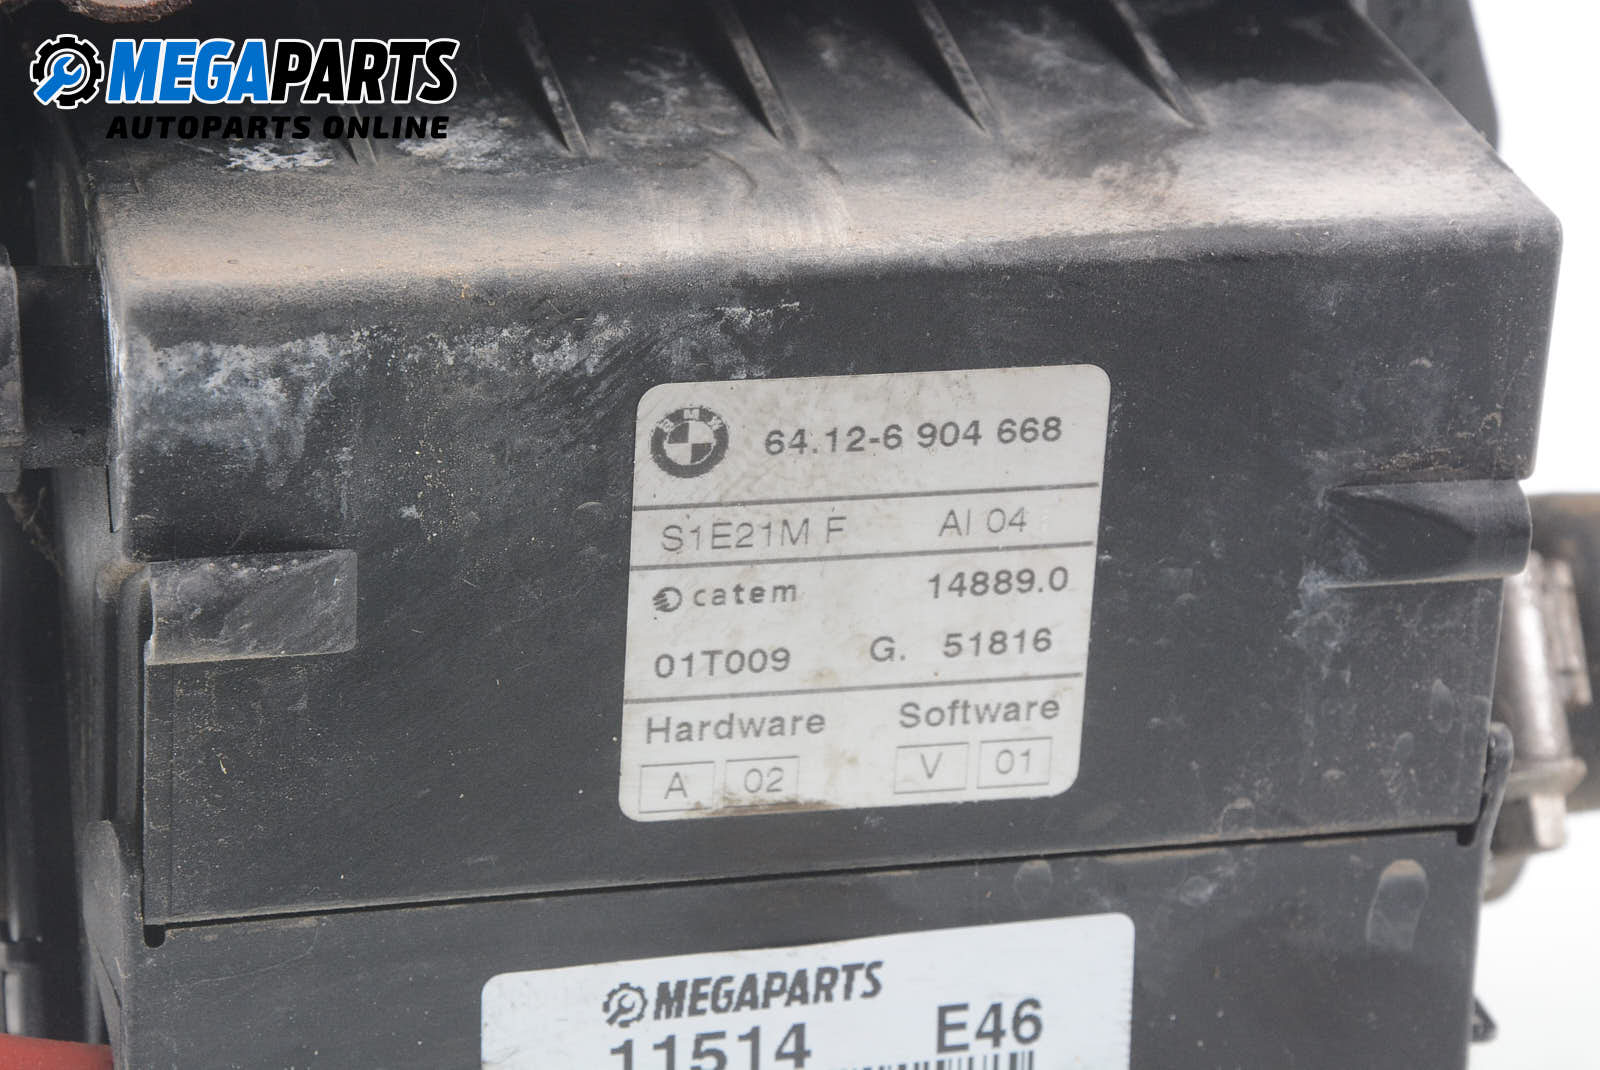 MEGAPARTS
AUTOPARTS ONLINE
BMW
64.12-6 904 668
S1E21M F AI 04
catem 14889.0
01T009 G. 51816
Hardware Software
A 02 V 01
MEGAPARTS
11514 E46